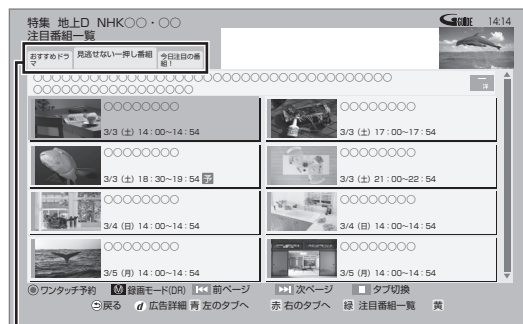 特集 地上D NHK○○・○○
GGUIDE 14:14
注目番組一覧
おすすめドラマ
見逃せない一押し番組
今日注目の番組！
○○○○○○○○○○○○○○○○○○○○○○○○○○○○○○○○○○○○○○
○○○○○○○○○○○○○○○○○
○○○○○○○○
3/3 (土) 14：00～14：54
○○○○○○○○
3/3 (土) 17：00～17：54
○○○○○○○○
3/3 (土) 18：30～19：54 予
○○○○○○○○
3/3 (土) 21：00～22：54
○○○○○○○○
3/4 (日) 14：00～14：54
○○○○○○○○
3/4 (日) 14：00～14：54
○○○○○○○○
3/5 (月) 14：00～14：54
○○○○○○○○
3/5 (月) 14：00～14：54
ワンタッチ予約 M 録画モード(DR) 前ページ 次ページ タブ切換
戻る d 広告詳細 青 左のタブへ 赤 右のタブへ 緑 注目番組一覧 黄